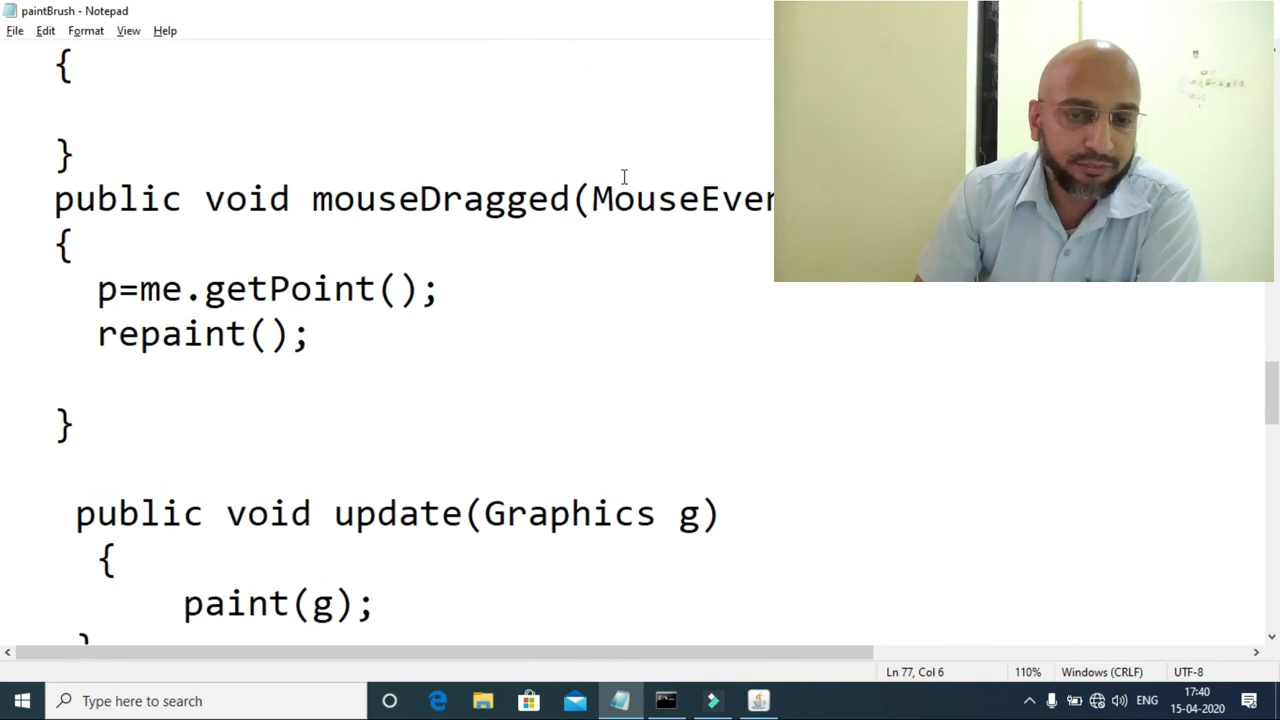 paintBrush - Notepad
File Edit Format View Help
{
}
public void mouseDragged(MouseEven
{
p=me.getPoint();
repaint();
}
public void update(Graphics g)
{
paint(g);
}
Ln 77, Col 6
110%
Windows (CRLF)
UTF-8
Type here to search
ENG
17:40
15-04-2020